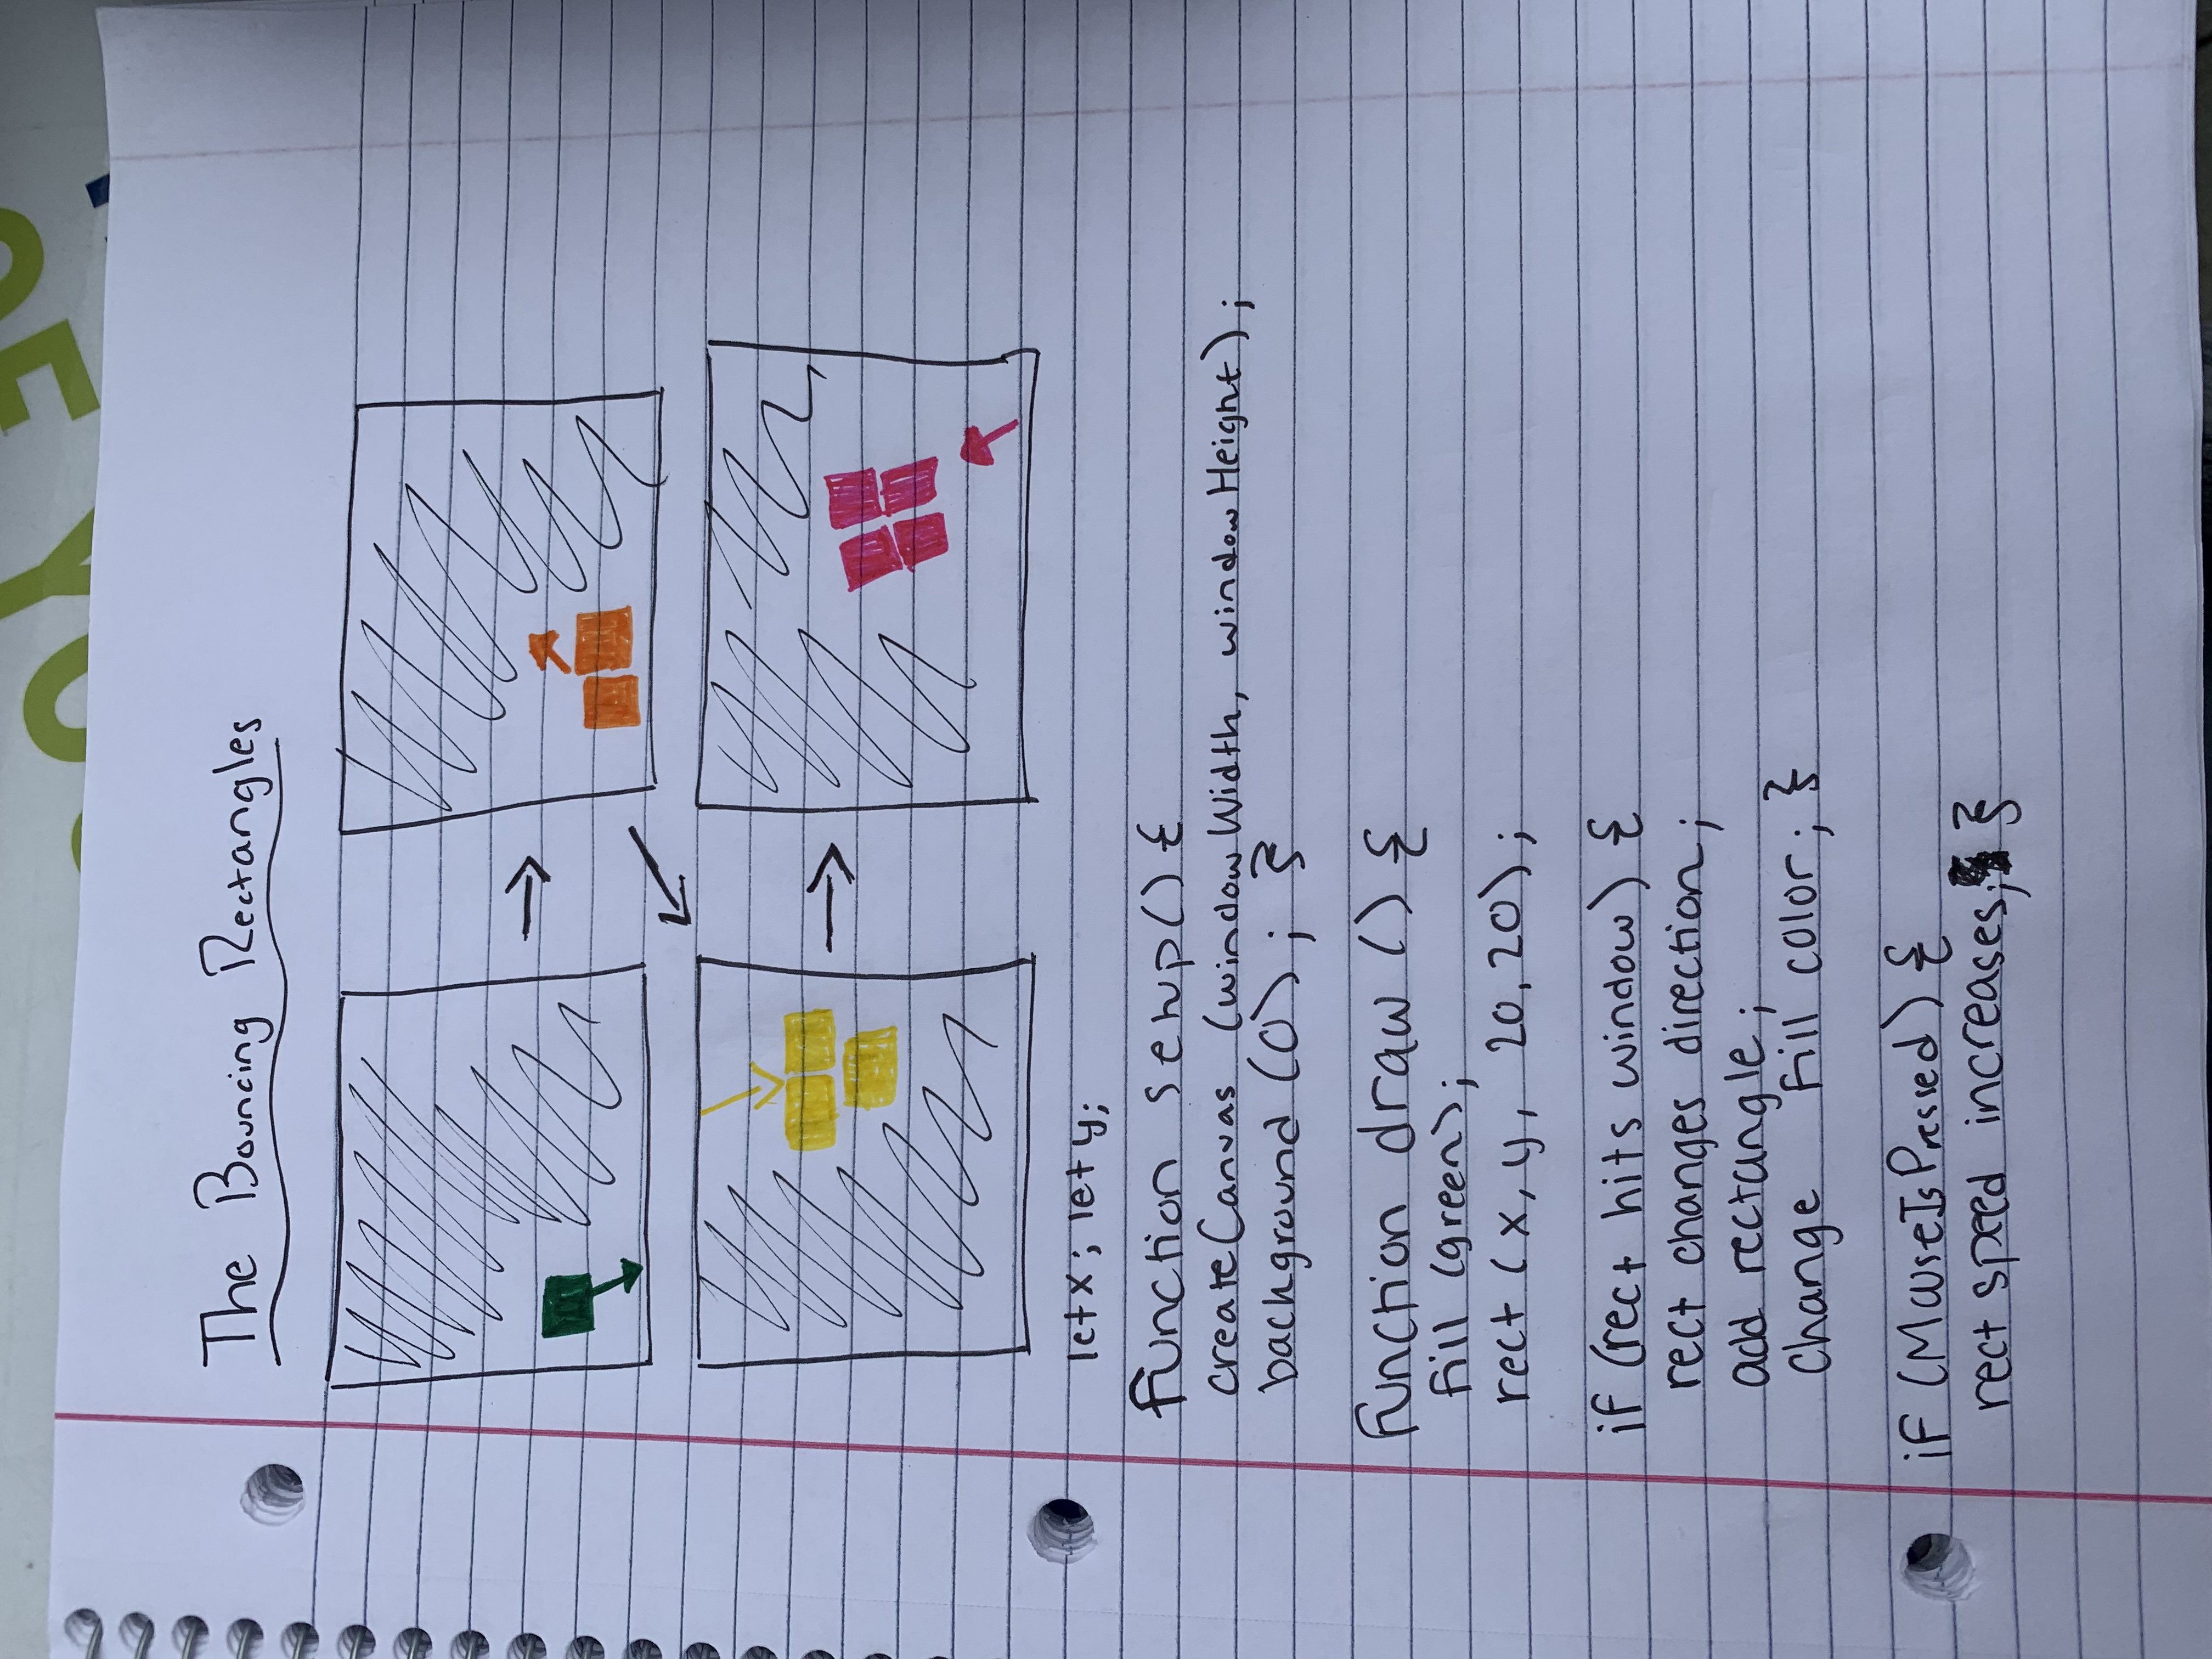 The Bouncing Rectangles
let x; let y;
function setup() {
createCanvas (windowWidth, windowHeight);
background (0); }
function draw () {
fill (green);
rect (x, y, 20, 20);
if (rect hits window) {
rect changes direction;
add rectangle;
change fill color; }
if (MouseIsPressed) {
rect speed increases; }